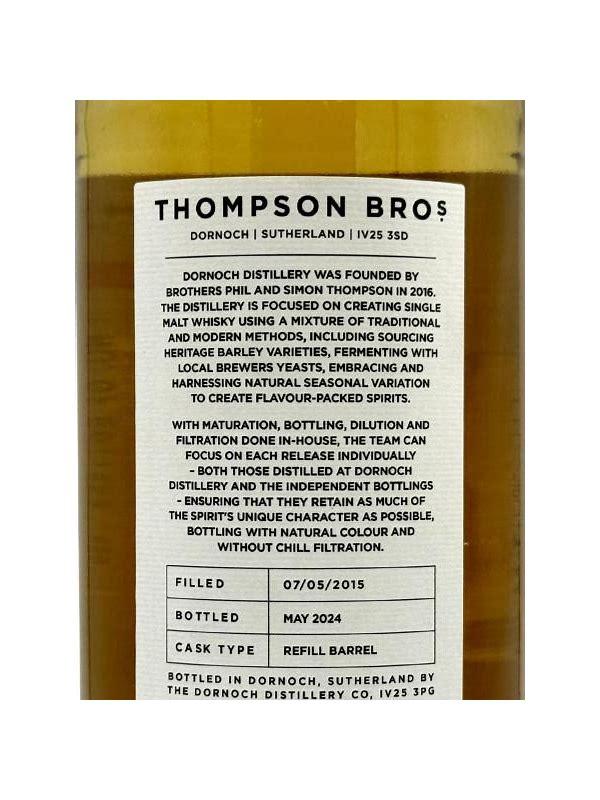 THOMPSON BROS.
DORNOCH | SUTHERLAND | IV25 3SD
DORNOCH DISTILLERY WAS FOUNDED BY
BROTHERS PHIL AND SIMON THOMPSON IN 2016.
THE DISTILLERY IS FOCUSED ON CREATING SINGLE
MALT WHISKY USING A MIXTURE OF TRADITIONAL
AND MODERN METHODS, INCLUDING SOURCING
HERITAGE BARLEY VARIETIES, FERMENTING WITH
LOCAL BREWERS YEASTS, EMBRACING AND
HARNESSING NATURAL SEASONAL VARIATION
TO CREATE FLAVOUR-PACKED SPIRITS.
WITH MATURATION, BOTTLING, DILUTION AND
FILTRATION DONE IN-HOUSE, THE TEAM CAN
FOCUS ON EACH RELEASE INDIVIDUALLY
– BOTH THOSE DISTILLED AT DORNOCH
DISTILLERY AND THE INDEPENDENT BOTTLINGS
- ENSURING THAT THEY RETAIN AS MUCH OF
THE SPIRIT'S UNIQUE CHARACTER AS POSSIBLE,
BOTTLING WITH NATURAL COLOUR AND
WITHOUT CHILL FILTRATION.
FILLED 07/05/2015
BOTTLED MAY 2024
CASK TYPE REFILL BARREL
BOTTLED IN DORNOCH, SUTHERLAND BY
THE DORNOCH DISTILLERY CO, IV25 3PG